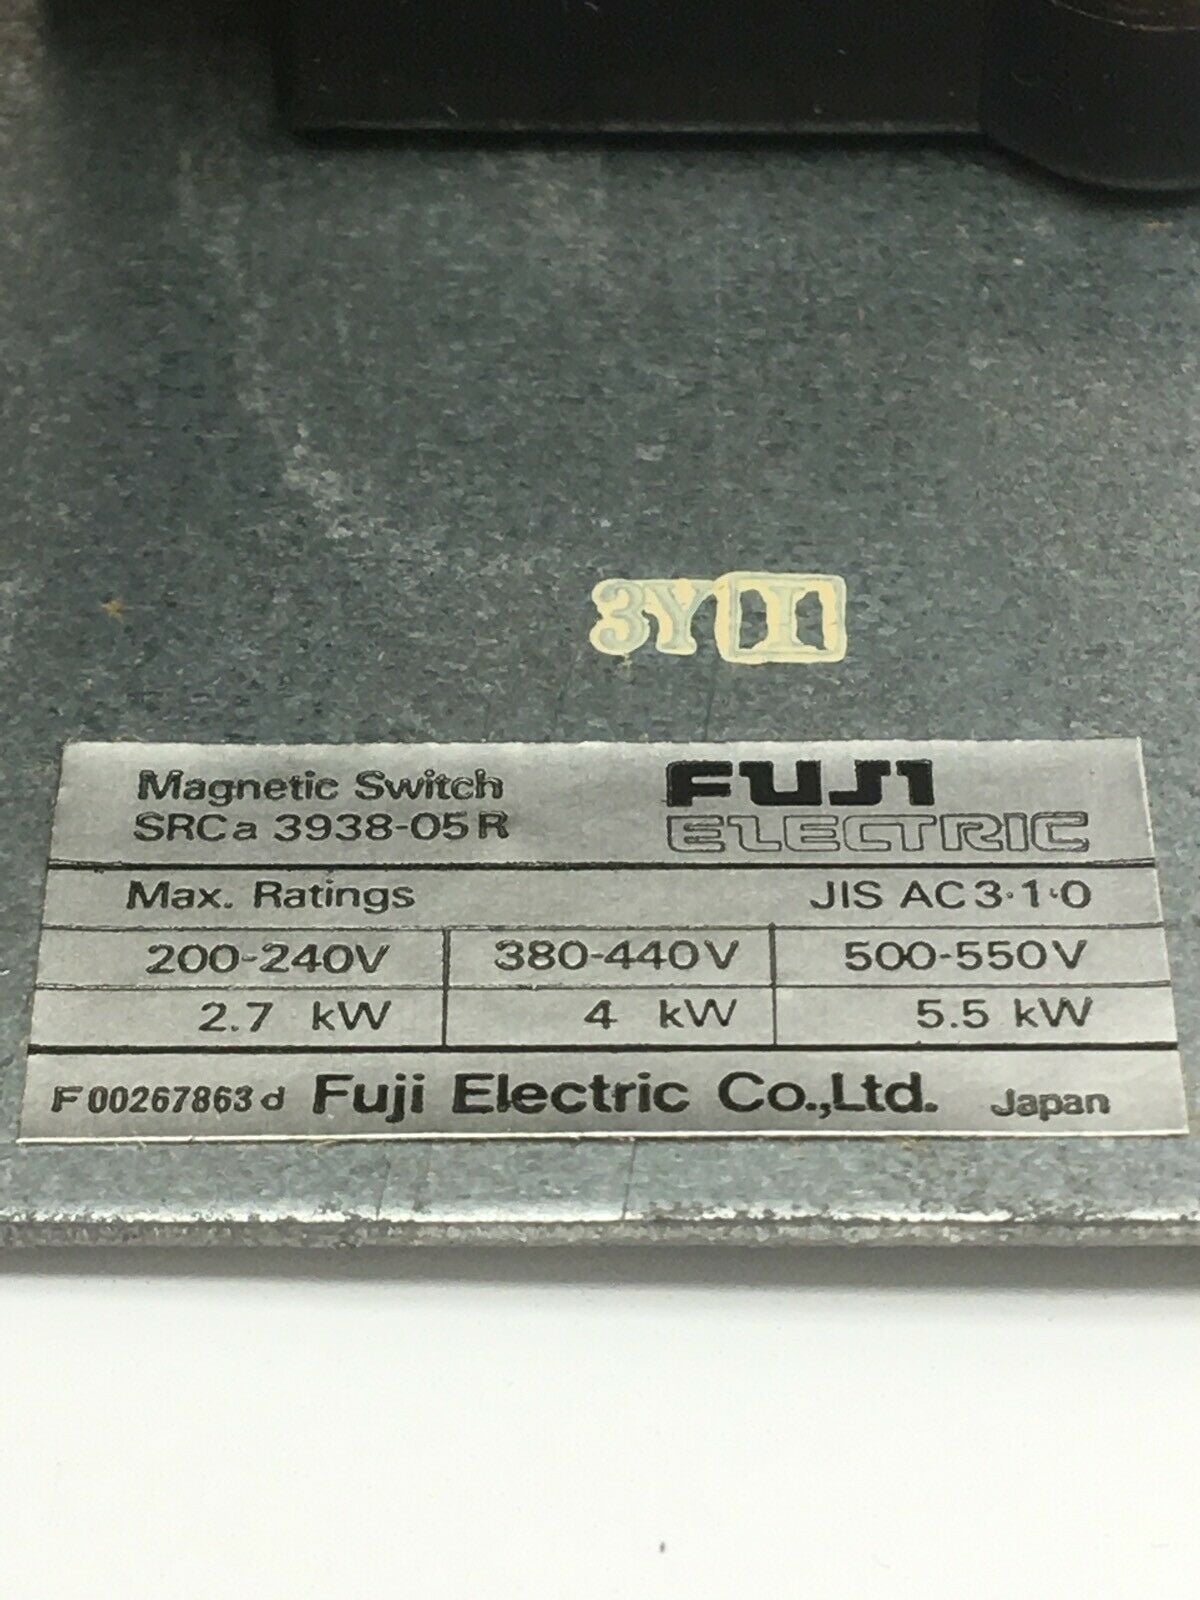 3Y I
Magnetic Switch
SRCa 3938-05R
FUJI
ELECTRIC
Max. Ratings JIS AC3·1·0
200-240V 380-440V 500-550V
2.7 kW 4 kW 5.5 kW
F00267863d Fuji Electric Co.,Ltd. Japan